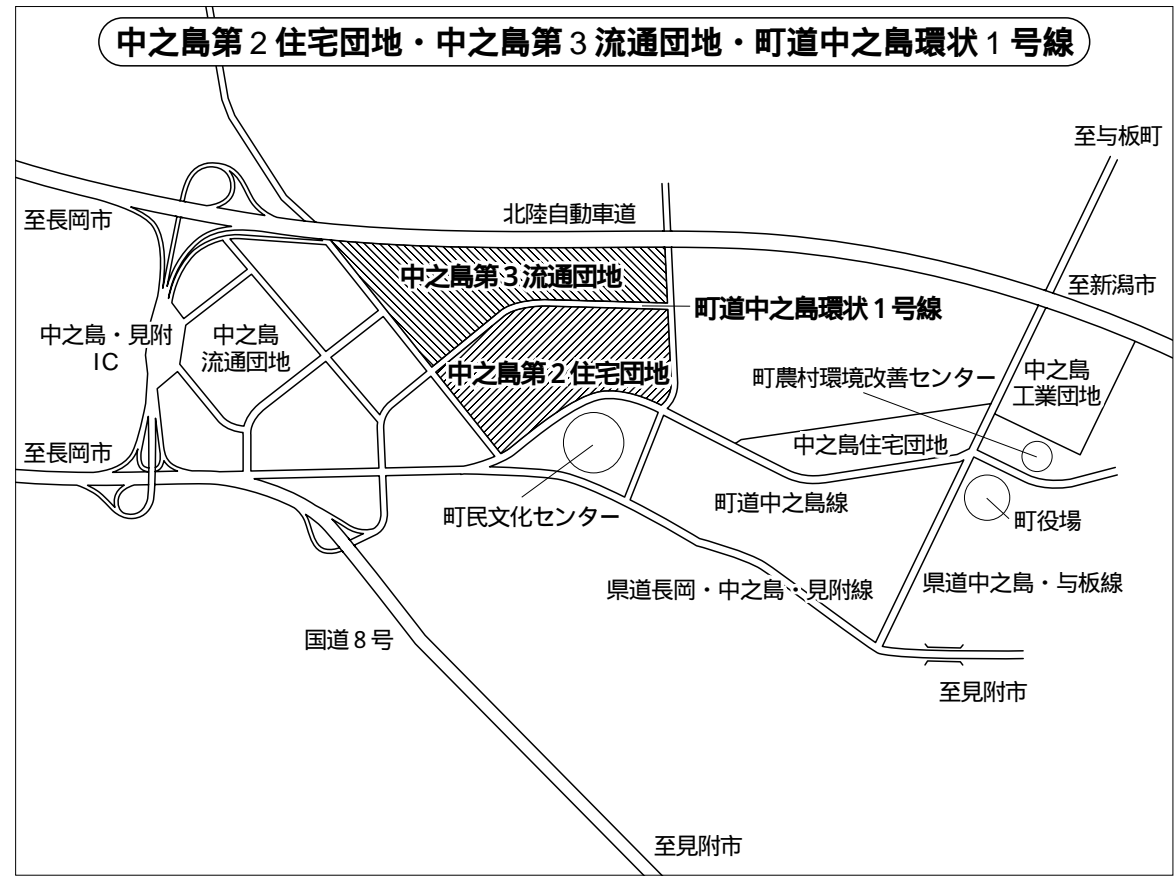 中之島第2住宅団地・中之島第3流通団地・町道中之島環状1号線
至与板町
至長岡市
北陸自動車道
中之島第3流通団地
至新潟市
町道中之島環状1号線
中之島・見附
IC
中之島
流通団地
中之島第2住宅団地
町農村環境改善センター
中之島
工業団地
至長岡市
中之島住宅団地
町民文化センター
町道中之島線
町役場
県道長岡・中之島・見附線
県道中之島・与板線
国道8号
至見附市
至見附市